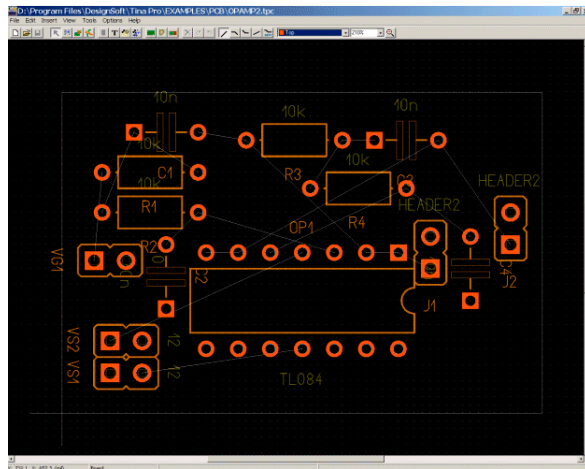 D:\Program Files\DesignSoft\Tina Pro\EXAMPLES\PCB\OPAMP2.tpc
File Edit Insert View Tools Options Help
Top
10n
10k
10n
10k
C1
10k
R3
10k
C3
HEADER2
R1
R4
HEADER2
OP1
VG1
R2
C2
C4
J2
J1
VS2
12
VS1
12
TL084